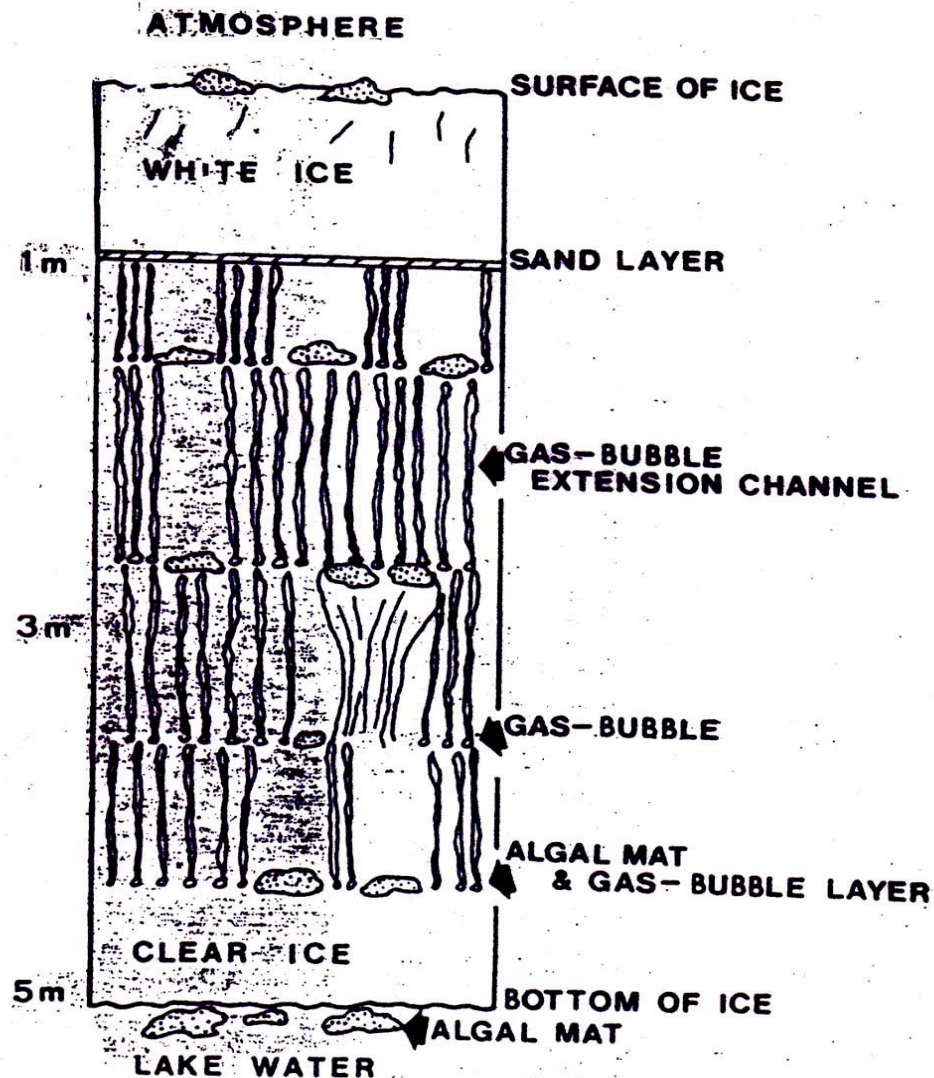 ATMOSPHERE
SURFACE OF ICE
WHITE ICE
1m
SAND LAYER
GAS-BUBBLE
EXTENSION CHANNEL
3m
GAS-BUBBLE
ALGAL MAT
& GAS-BUBBLE LAYER
CLEAR ICE
5m
BOTTOM OF ICE
ALGAL MAT
LAKE WATER